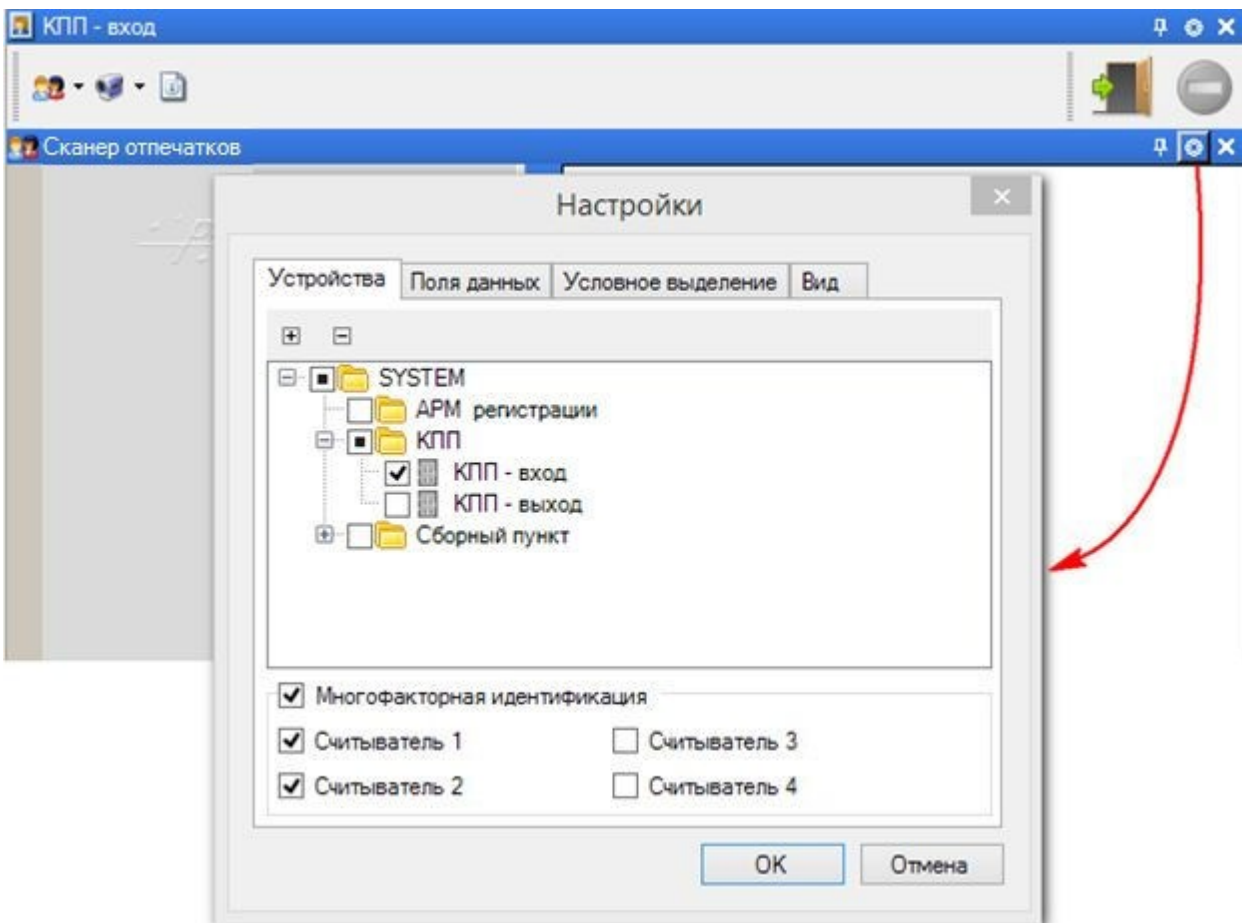 КПП - вход
Сканер отпечатков
Настройки
Устройства Поля данных Условное выделение Вид
SYSTEM
АРМ регистрации
КПП
КПП - вход
КПП - выход
Сборный пункт
Многофакторная идентификация
Считыватель 1 Считыватель 3
Считыватель 2 Считыватель 4
OK Отмена